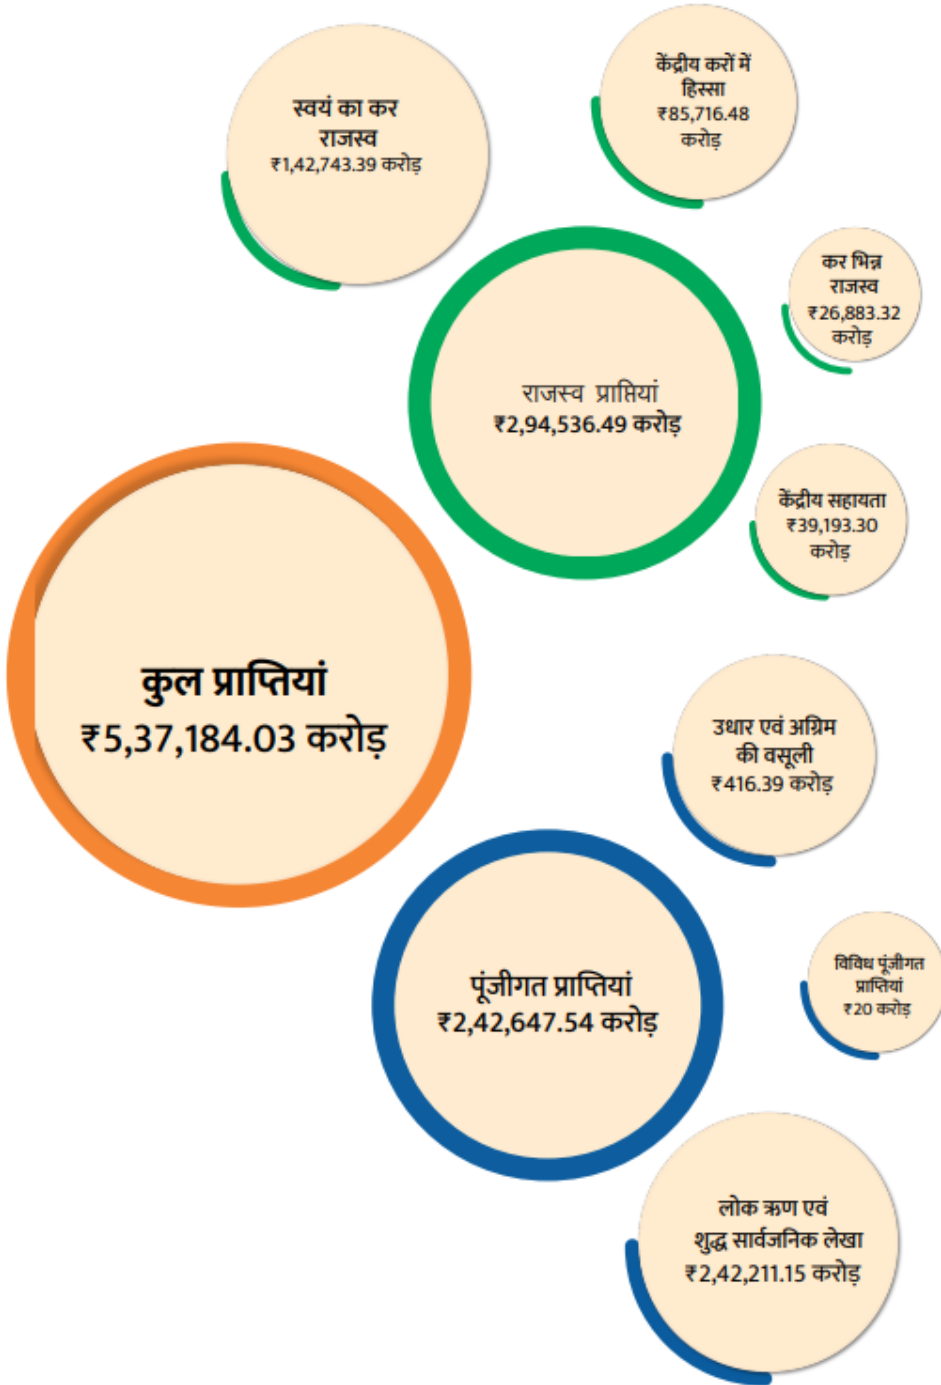 स्वयं का कर
राजस्व
₹1,42,743.39 करोड़
केंद्रीय करों में
हिस्सा
₹85,716.48
करोड़
कर भिन्न
राजस्व
₹26,883.32
करोड़
राजस्व प्राप्तियां
₹2,94,536.49 करोड़
केंद्रीय सहायता
₹39,193.30
करोड़
कुल प्राप्तियां
₹5,37,184.03 करोड़
उधार एवं अग्रिम
की वसूली
₹416.39 करोड़
पूंजीगत प्राप्तियां
₹2,42,647.54 करोड़
विविध पूंजीगत
प्राप्तियां
₹20 करोड़
लोक ऋण एवं
शुद्ध सार्वजनिक लेखा
₹2,42,211.15 करोड़